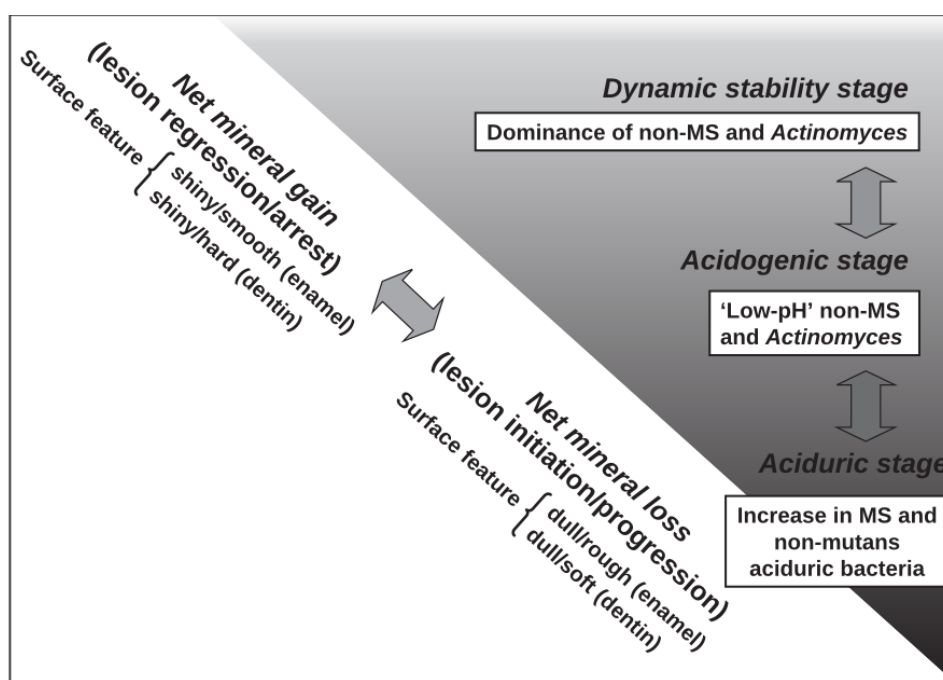 Net mineral gain
(lesion regression/arrest)
Surface feature
shiny/smooth (enamel)
shiny/hard (dentin)
Net mineral loss
(lesion initiation/progression)
Surface feature
dull/rough (enamel)
dull/soft (dentin)
Dynamic stability stage
Dominance of non-MS and Actinomyces
Acidogenic stage
‘Low-pH’ non-MS
and Actinomyces
Aciduric stage
Increase in MS and
non-mutans
aciduric bacteria